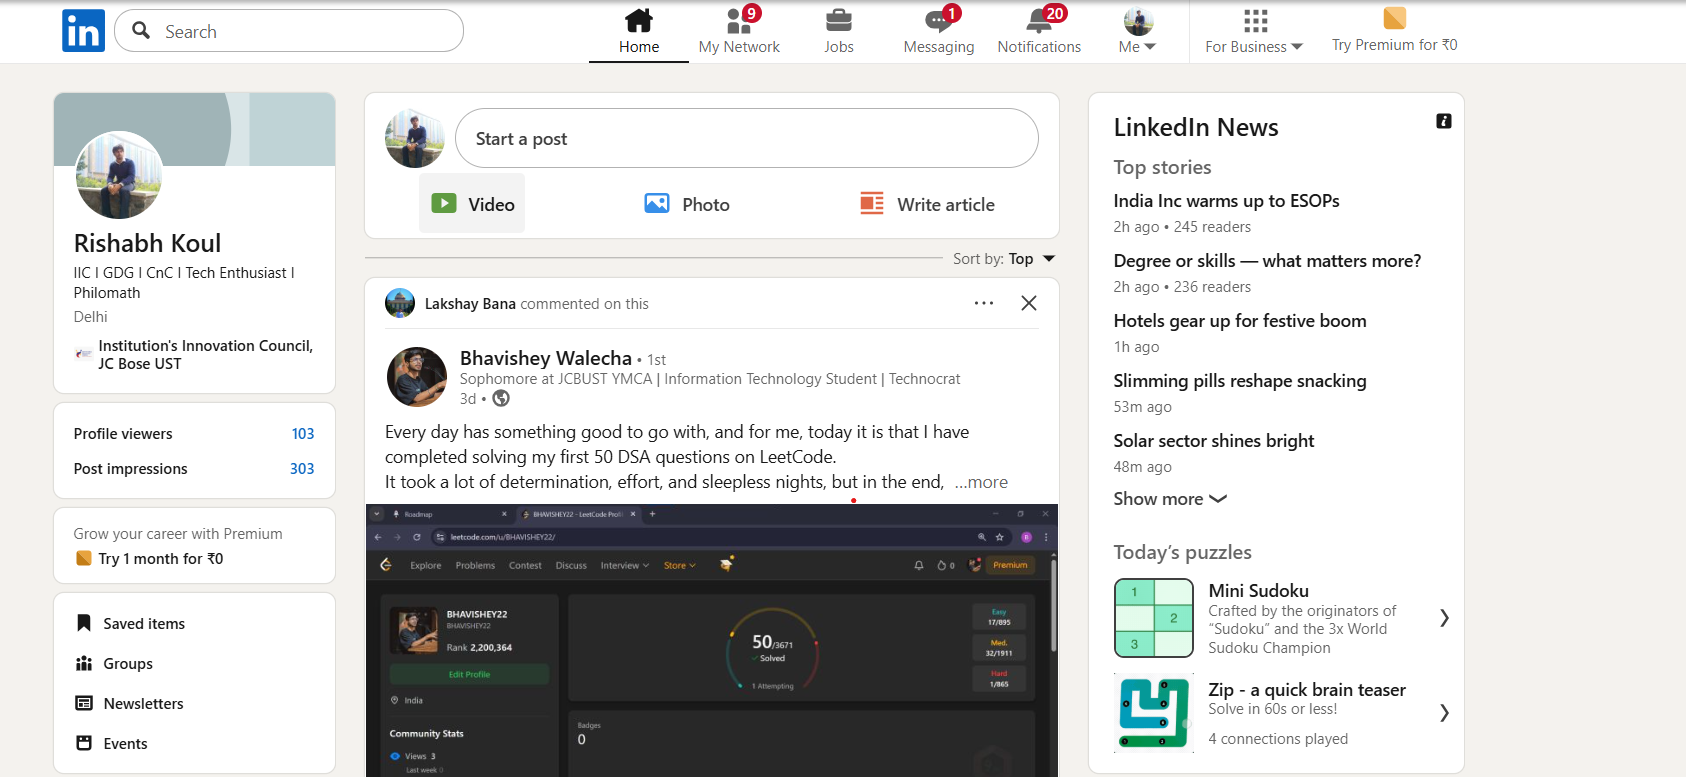 in
Search
Home
9
My Network
Jobs
1
Messaging
20
Notifications
Me
For Business
Try Premium for ₹0
Rishabh Koul
IIC I GDG I CnC I Tech Enthusiast I
Philomath
Delhi
Institution's Innovation Council,
JC Bose UST
Profile viewers 103
Post impressions 303
Grow your career with Premium
Try 1 month for ₹0
Saved items
Groups
Newsletters
Events
Start a post
Video
Photo
Write article
Sort by: Top
Lakshay Bana commented on this
Bhavishey Walecha • 1st
Sophomore at JCBUST YMCA | Information Technology Student | Technocrat
3d •
Every day has something good to go with, and for me, today it is that I have
completed solving my first 50 DSA questions on LeetCode.
It took a lot of determination, effort, and sleepless nights, but in the end, …more
Roadmap
BHAVISHEY22 - LeetCode Profi
leetcode.com/u/BHAVISHEY22/
Explore Problems Contest Discuss Interview Store
0
Premium
BHAVISHEY22
BHAVISHEY22
Rank 2,200,364
Edit Profile
India
Community Stats
Views 3
Last week 0
50/3671
Solved
1 Attempting
Easy
17/895
Med.
32/1911
Hard
1/865
Badges
0
LinkedIn News
Top stories
India Inc warms up to ESOPs
2h ago • 245 readers
Degree or skills — what matters more?
2h ago • 236 readers
Hotels gear up for festive boom
1h ago
Slimming pills reshape snacking
53m ago
Solar sector shines bright
48m ago
Show more
Today’s puzzles
1
2
3
Mini Sudoku
Crafted by the originators of
“Sudoku” and the 3x World
Sudoku Champion
Zip - a quick brain teaser
Solve in 60s or less!
4 connections played